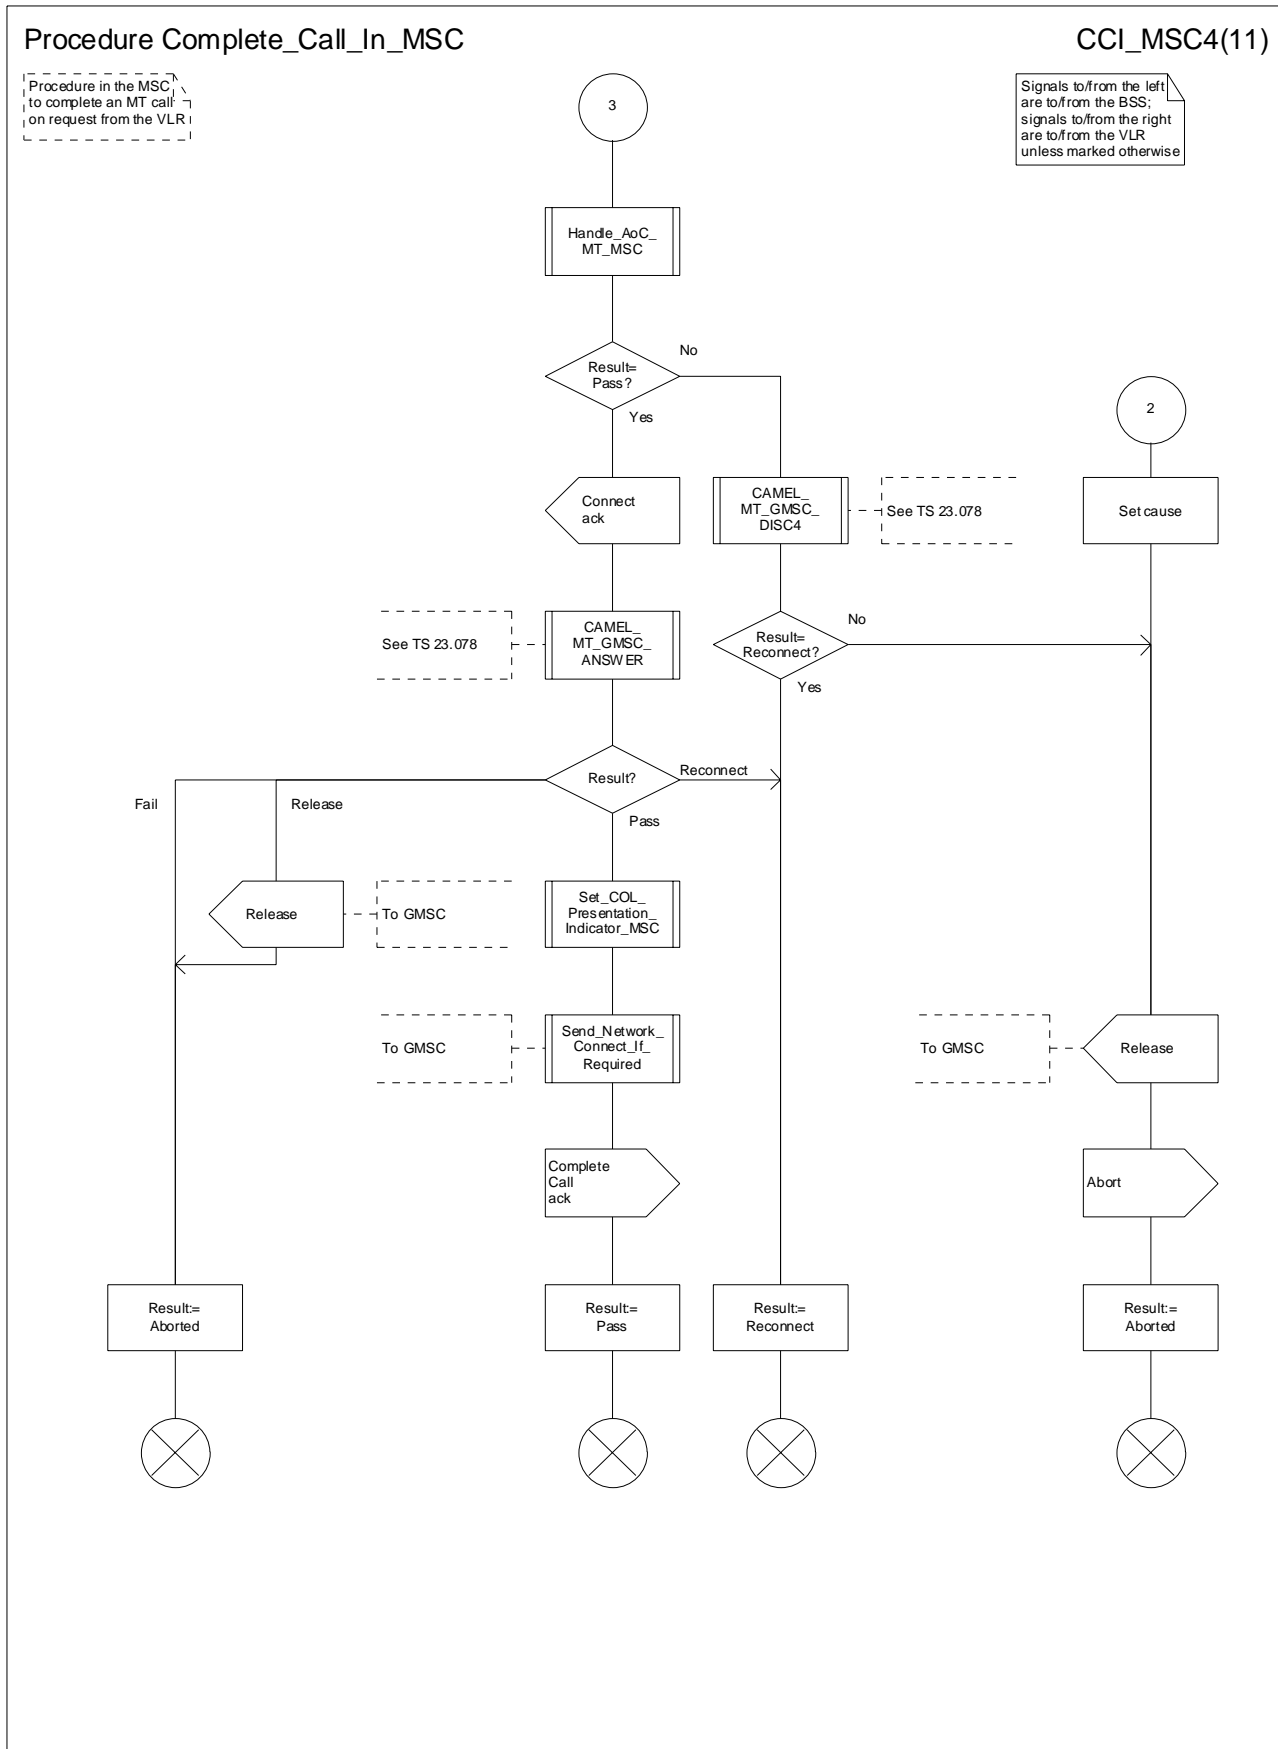 Procedure Complete_Call_In_MSC
CCI_MSC4(11)
Procedure in the MSC
to complete an MT call
on request from the VLR
3
Signals to/from the left
are to/from the BSS;
signals to/from the right
are to/from the VLR
unless marked otherwise
Handle_AoC_
MT_MSC
Result=
Pass?
No
Yes
2
Connect
ack
CAMEL_
MT_GMSC_
DISC4
See TS 23.078
Set cause
See TS 23.078
CAMEL_
MT_GMSC_
ANSWER
Result=
Reconnect?
No
Yes
Result?
Reconnect
Fail
Release
Pass
Release
To GMSC
Set_COL_
Presentation_
Indicator_MSC
To GMSC
Send_Network_
Connect_If_
Required
To GMSC
Release
Complete
Call
ack
Abort
Result:=
Aborted
Result:=
Pass
Result:=
Reconnect
Result:=
Aborted